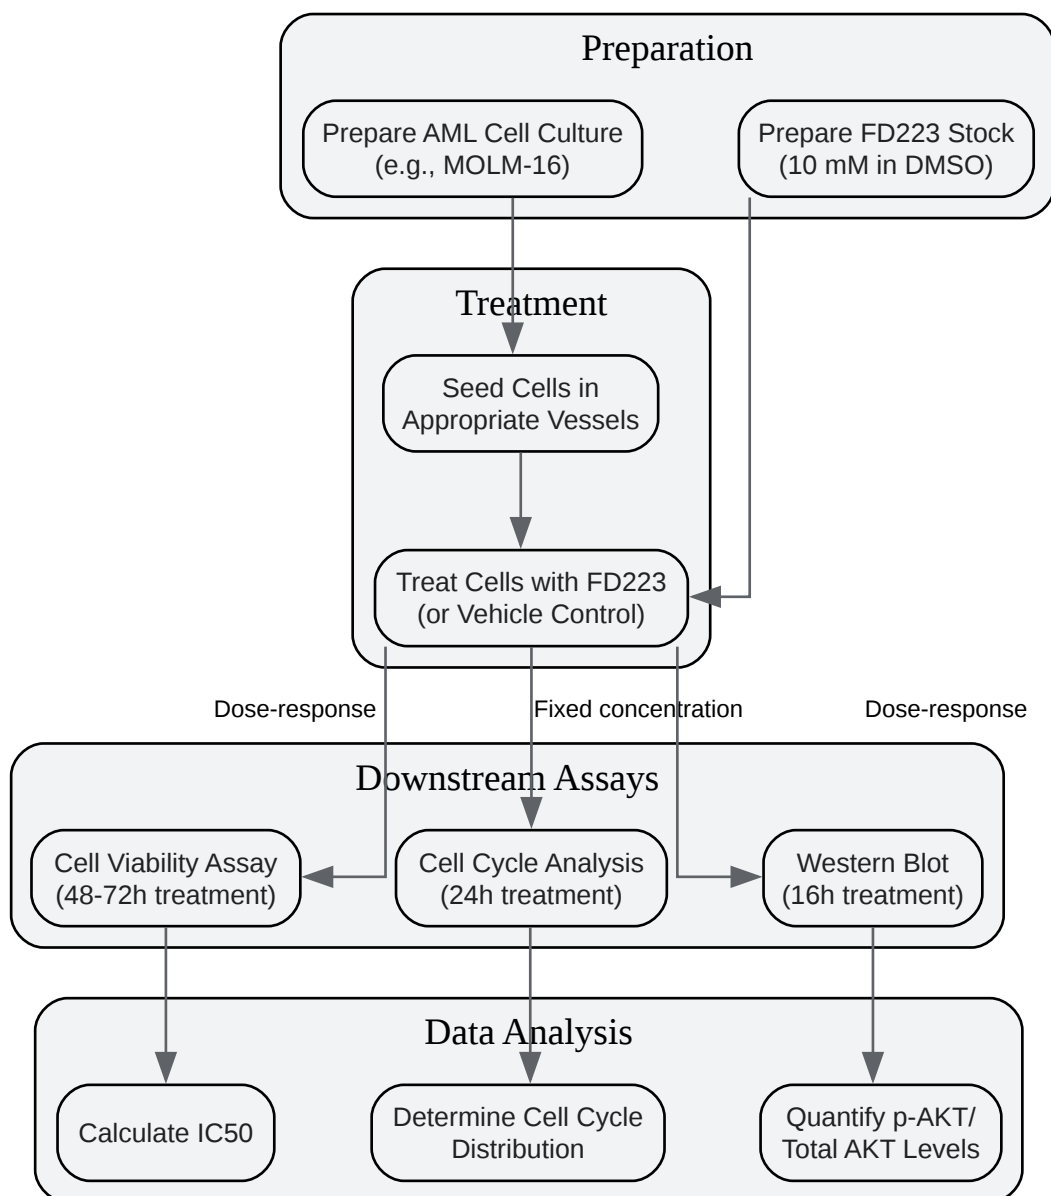 Preparation
Prepare AML Cell Culture
(e.g., MOLM-16)
Prepare FD223 Stock
(10 mM in DMSO)
Treatment
Seed Cells in
Appropriate Vessels
Treat Cells with FD223
(or Vehicle Control)
Dose-response
Fixed concentration
Dose-response
Downstream Assays
Cell Viability Assay
(48-72h treatment)
Cell Cycle Analysis
(24h treatment)
Western Blot
(16h treatment)
Data Analysis
Calculate IC50
Determine Cell Cycle
Distribution
Quantify p-AKT/
Total AKT Levels